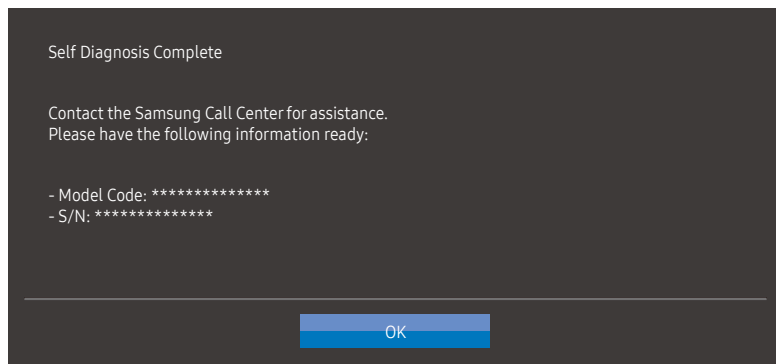 Self Diagnosis Complete
Contact the Samsung Call Center for assistance.
Please have the following information ready:
- Model Code: **************
- S/N: **************
OK